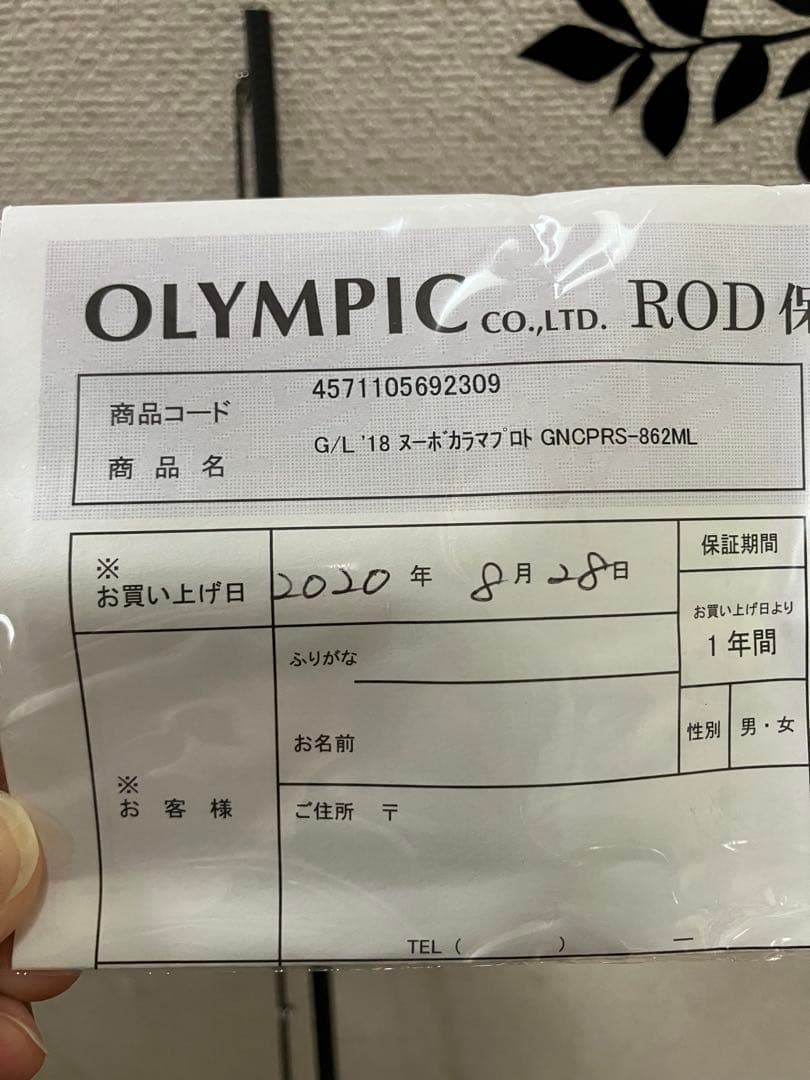 OLYMPIC CO.,LTD. ROD 保
商品コード 4571105692309
商品名 G/L '18 ヌーボカラマプロト GNCPRS-862ML
※
お買い上げ日 2020 年 8月 28日
保証期間
お買い上げ日より
1年間
ふりがな
お名前
性別 男・女
※
お客様
ご住所 〒
TEL ( ) ―